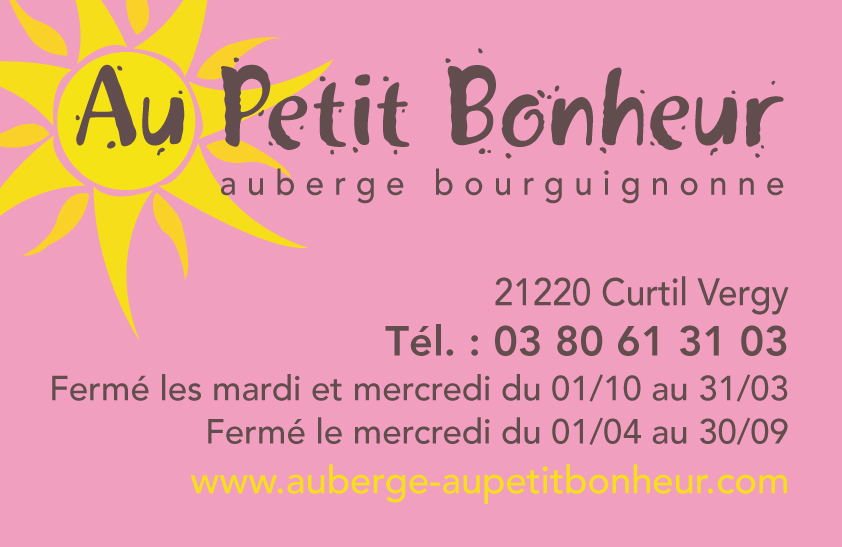 Au Petit Bonheur
auberge bourguignonne
21220 Curtil Vergy
Tél. : 03 80 61 31 03
Fermé les mardi et mercredi du 01/10 au 31/03
Fermé le mercredi du 01/04 au 30/09
www.auberge-aupetitbonheur.com